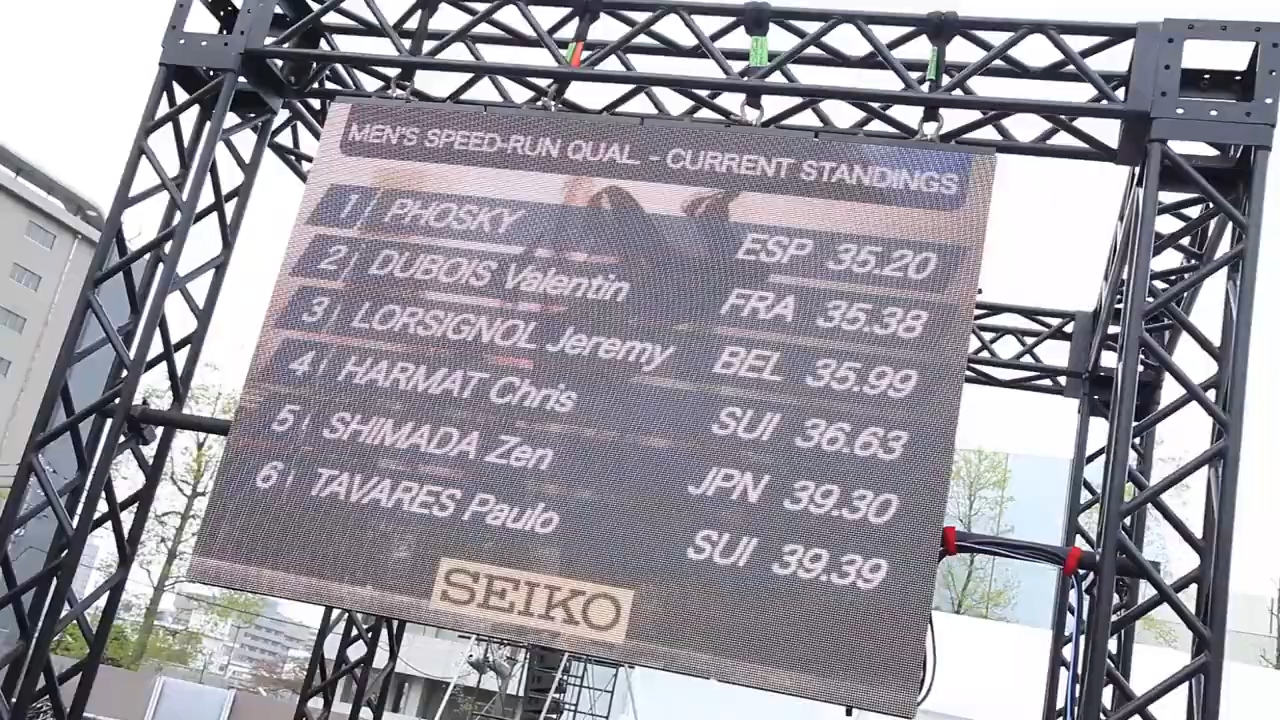 MEN'S SPEED-RUN QUAL. - CURRENT STANDINGS
1 PHOSKY ESP 35.20
2 DUBOIS Valentin FRA 35.38
3 LORSIGNOL Jeremy BEL 35.99
4 HARMAT Chris SUI 36.63
5 SHIMADA Zen JPN 39.30
6 TAVARES Paulo SUI 39.39
SEIKO